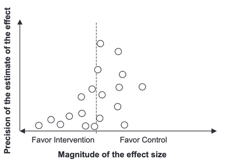 Precision of the estimate of the effect
Favor Intervention
Favor Control
Magnitude of the effect size